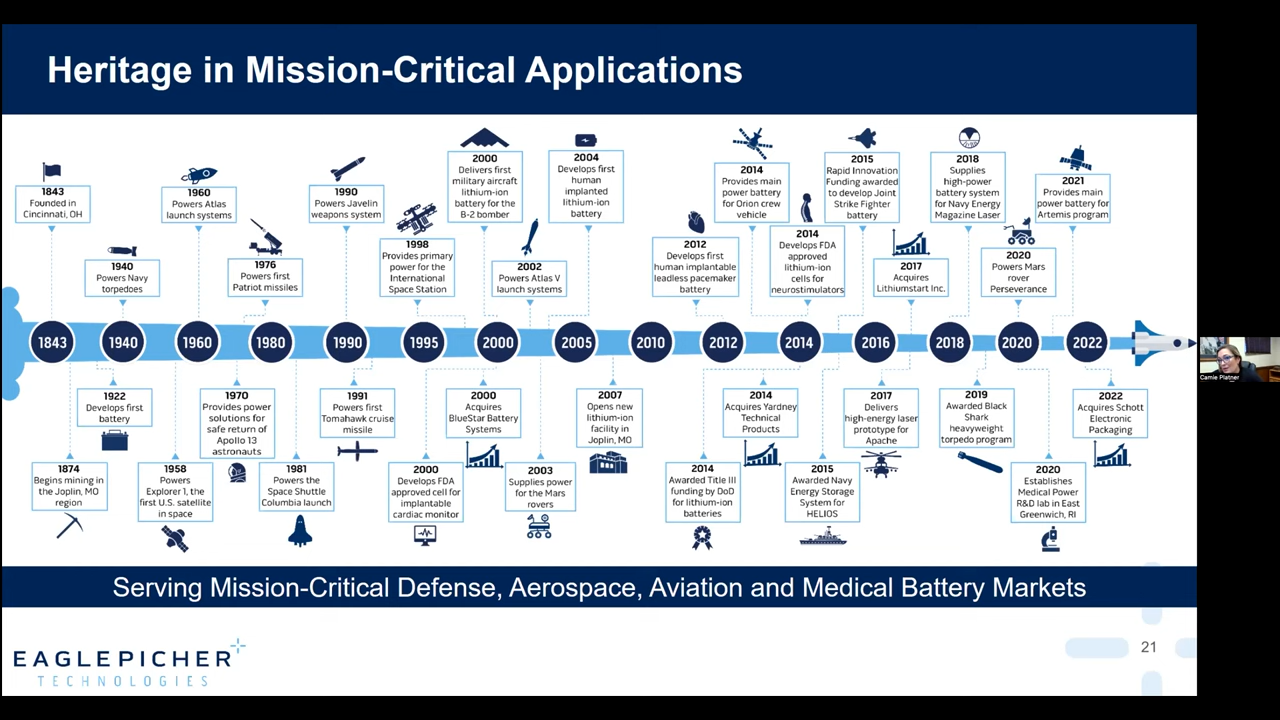 Heritage in Mission-Critical Applications
1843
Founded in
Cincinnati, OH
1940
Powers Navy
torpedoes
1960
Powers Atlas
launch systems
1976
Powers first
Patriot missiles
1990
Powers Javelin
weapons system
1998
Provides primary
power for the
International
Space Station
2000
Delivers first
military aircraft
lithium-ion
battery for the
B-2 bomber
2002
Powers Atlas V
launch systems
2004
Develops first
human
implanted
lithium-ion
battery
2012
Develops first
human implantable
leadless pacemaker
battery
2014
Provides main
power battery
for Orion crew
vehicle
2014
Develops FDA
approved
lithium-ion
cells for
neurostimulators
2015
Rapid Innovation
Funding awarded
to develop Joint
Strike Fighter
battery
2017
Acquires
Lithiumstart Inc.
2018
Supplies
high-power
battery system
for Navy Energy
Magazine Laser
2020
Powers Mars
rover
Perseverance
2021
Provides main
power battery for
Artemis program
1843 1940 1960 1980 1990 1995 2000 2005 2010 2012 2014 2016 2018 2020 2022
1874
Begins mining in
the Joplin, MO
region
1922
Develops first
battery
1958
Powers
Explorer 1, the
first U.S. satellite
in space
1970
Provides power
solutions for
safe return of
Apollo 13
astronauts
1981
Powers the
Space Shuttle
Columbia launch
1991
Powers first
Tomahawk cruise
missile
2000
Develops FDA
approved cell for
implantable
cardiac monitor
2000
Acquires
BlueStar Battery
Systems
2003
Supplies power
for the Mars
rovers
2007
Opens new
lithium-ion
facility in
Joplin, MO
2014
Awarded Title III
funding by DoD
for lithium-ion
batteries
2014
Acquires Yardney
Technical
Products
2015
Awarded Navy
Energy Storage
System for
HELIOS
2017
Delivers
high-energy laser
prototype for
Apache
2019
Awarded Black
Shark
heavyweight
torpedo program
2020
Establishes
Medical Power
R&D lab in East
Greenwich, RI
2022
Acquires Schott
Electronic
Packaging
Camie Platner
Serving Mission-Critical Defense, Aerospace, Aviation and Medical Battery Markets
EAGLEPICHER
TECHNOLOGIES
21